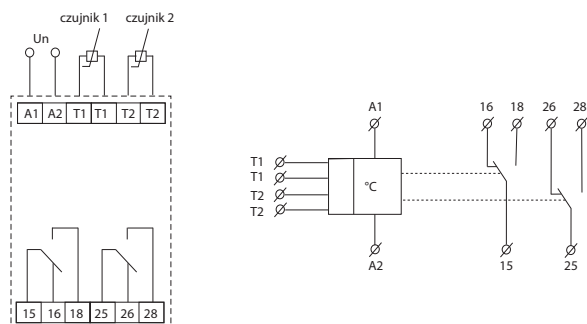 czujnik 1 czujnik 2
Un
A1 A2 T1 T1 T2 T2
15 16 18 25 26 28
A1 16 18 26 28
T1
T1
T2
T2
°C
A2 15 25